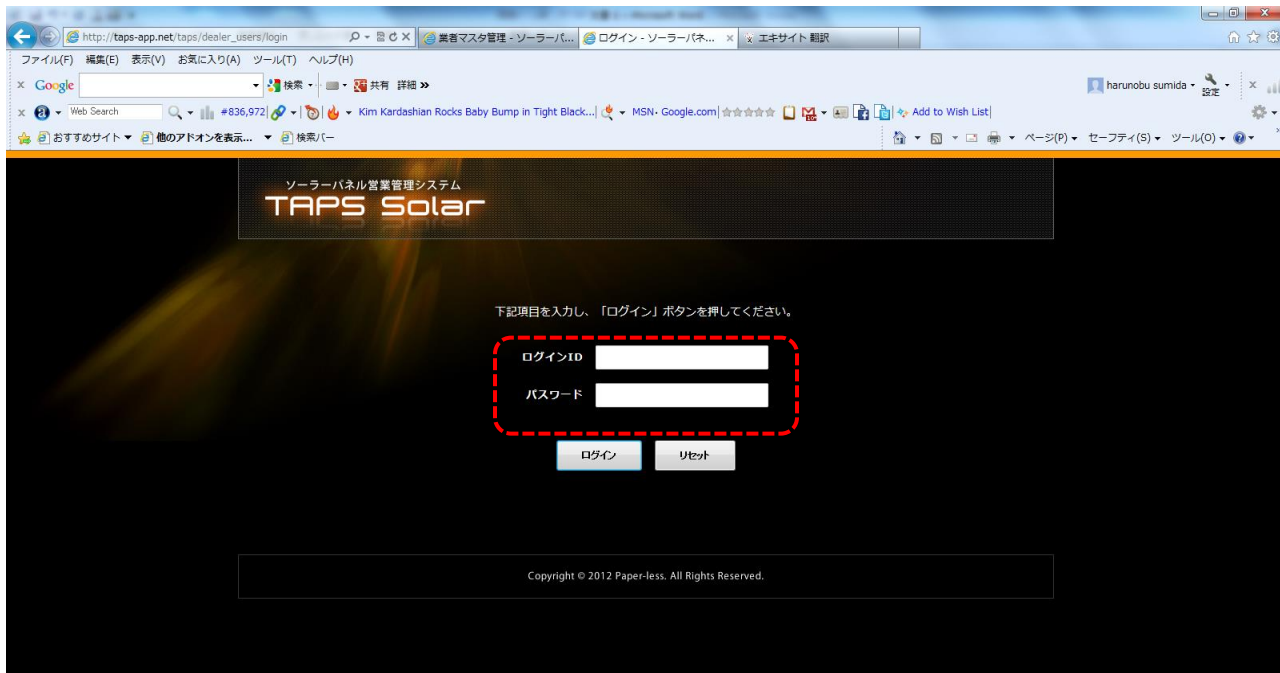 http://taps-app.net/taps/dealer_users/login
業者マスタ管理 - ソーラーパ...
ログイン - ソーラーパネ...
エキサイト 翻訳
ファイル(F) 編集(E) 表示(V) お気に入り(A) ツール(T) ヘルプ(H)
x Google 検索 共有 詳細 »
harunobu sumida 設定 x
x Web Search #836,972 Kim Kardashian Rocks Baby Bump in Tight Black... MSN Google.com Add to Wish List
おすすめサイト 他のアドオンを表示... 検索バー
ページ(P) セーフティ(S) ツール(O)
ソーラーパネル営業管理システム
TAPS Solar
下記項目を入力し、「ログイン」ボタンを押してください。
ログインID
パスワード
ログイン リセット
Copyright © 2012 Paper-less. All Rights Reserved.